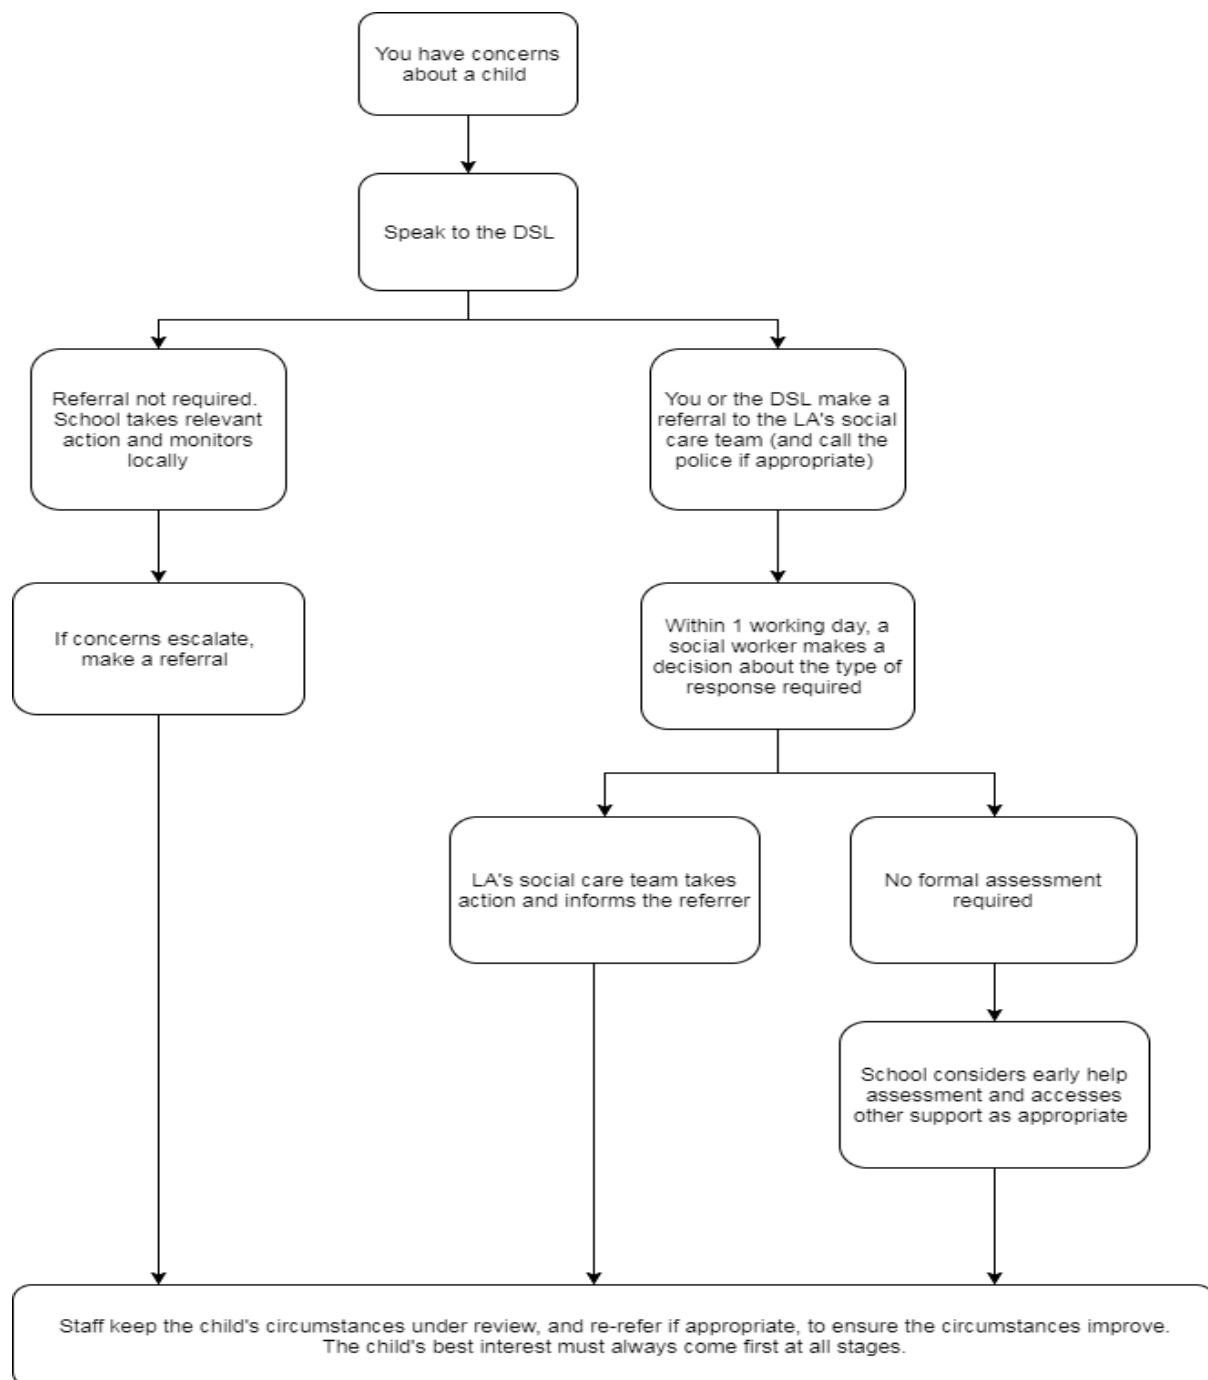 You have concerns
about a child
Speak to the DSL
Referral not required.
School takes relevant
action and monitors
locally
You or the DSL make a
referral to the LA's social
care team (and call the
police if appropriate)
If concerns escalate,
make a referral
Within 1 working day, a
social worker makes a
decision about the type of
response required
LA's social care team takes
action and informs the referrer
No formal assessment
required
School considers early help
assessment and accesses
other support as appropriate
Staff keep the child's circumstances under review, and re-refer if appropriate, to ensure the circumstances improve.
The child's best interest must always come first at all stages.